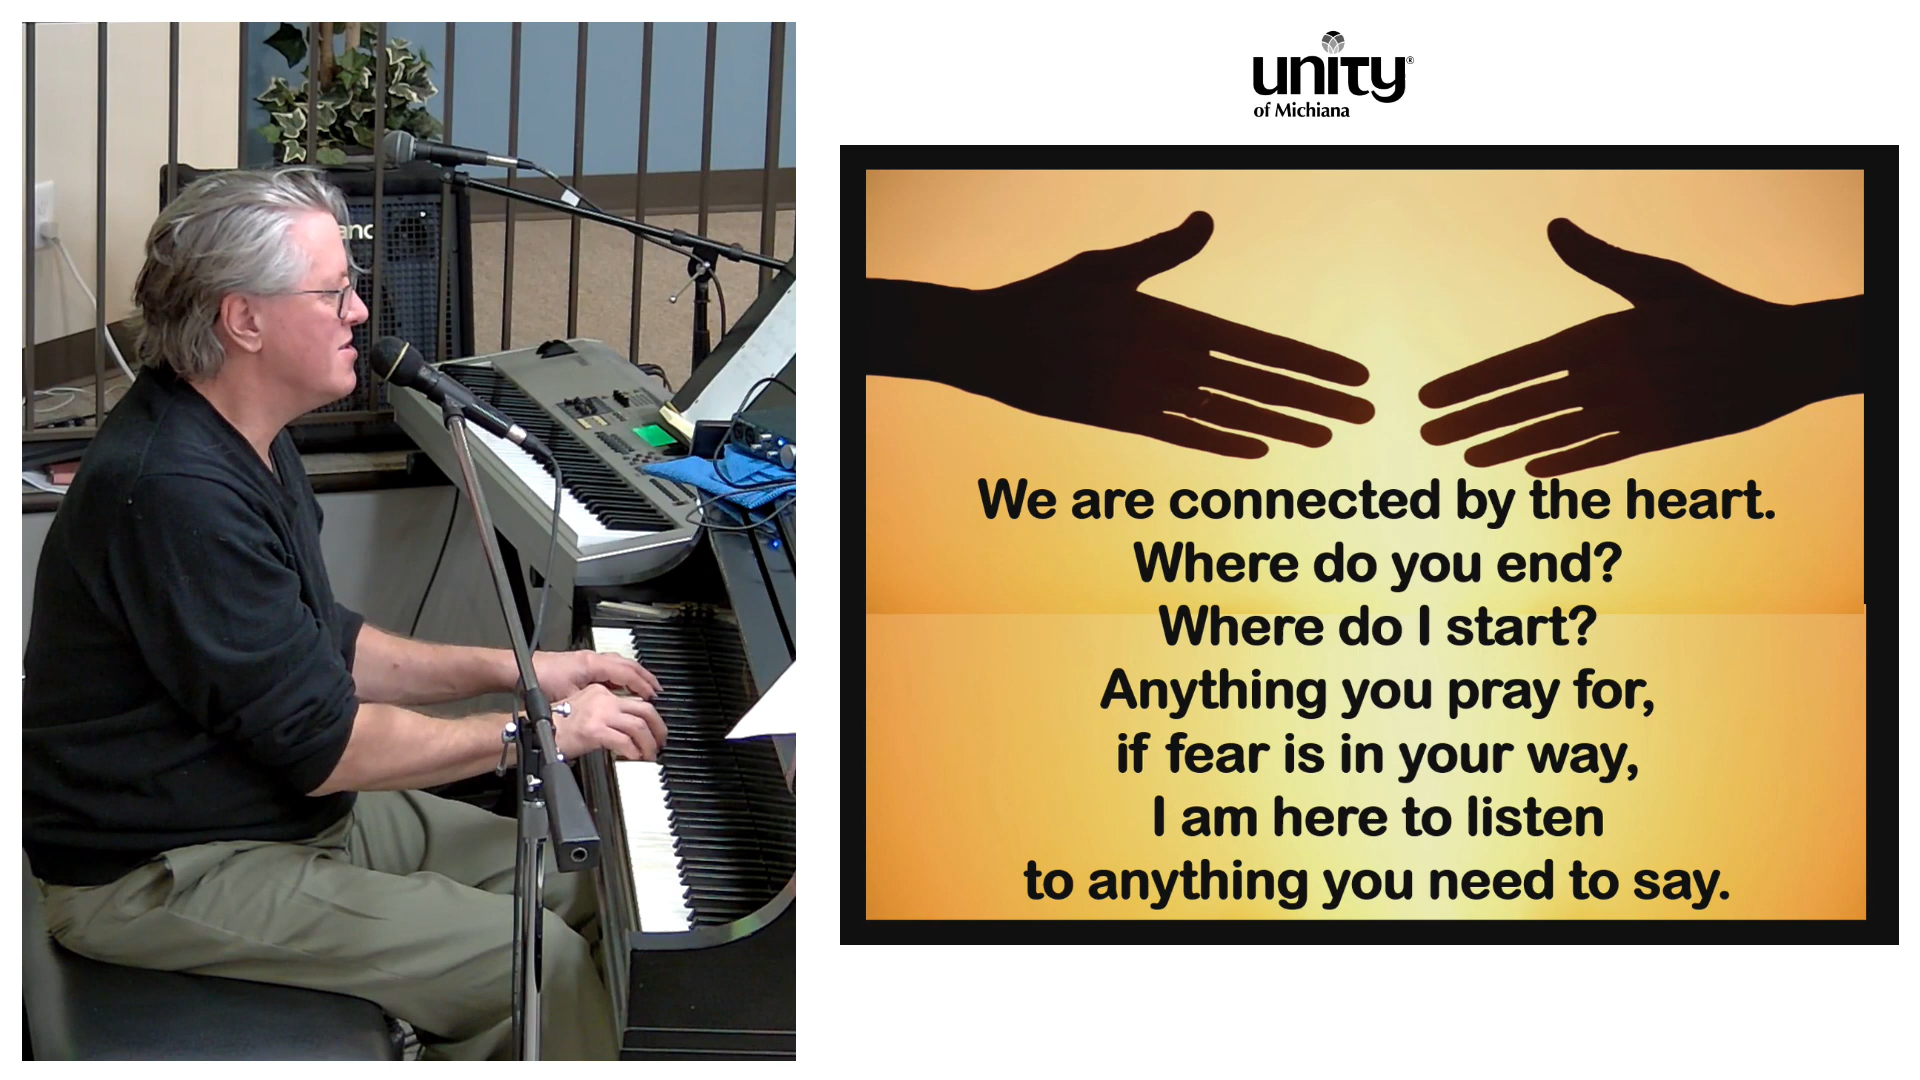 unity®
of Michiana
We are connected by the heart.
Where do you end?
Where do I start?
Anything you pray for,
if fear is in your way,
I am here to listen
to anything you need to say.